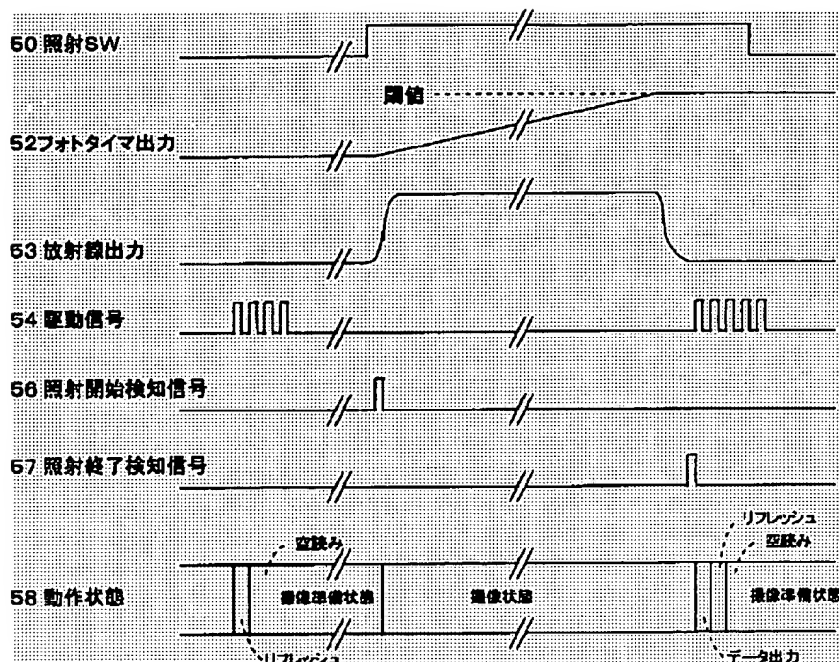 50 照射SW
閾値
52フォトタイマ出力
53 放射線出力
54 駆動信号
56 照射開始検知信号
57 照射終了検知信号
リフレッシュ
空読み
空読み
58 動作状態
撮像準備状態
撮像状態
撮像準備状態
リフレッシュ
データ出力